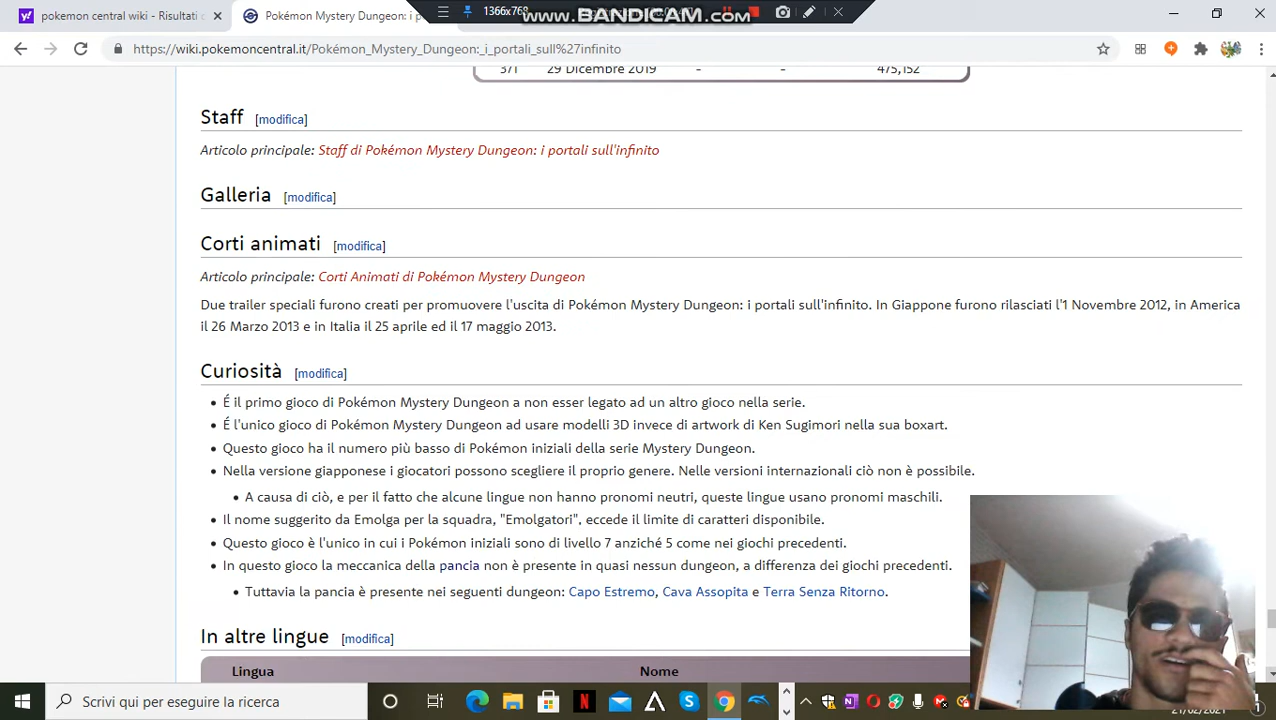 pokemon central wiki - Risultati
Pokémon Mystery Dungeon: i p
1366x768
www.BANDICAM.com
https://wiki.pokemoncentral.it/Pokémon_Mystery_Dungeon:_i_portali_sull%27infinito
371 29 Dicembre 2019 - - 475,152
Staff [modifica]
Articolo principale: Staff di Pokémon Mystery Dungeon: i portali sull'infinito
Galleria [modifica]
Corti animati [modifica]
Articolo principale: Corti Animati di Pokémon Mystery Dungeon
Due trailer speciali furono creati per promuovere l'uscita di Pokémon Mystery Dungeon: i portali sull'infinito. In Giappone furono rilasciati l'1 Novembre 2012, in America
il 26 Marzo 2013 e in Italia il 25 aprile ed il 17 maggio 2013.
Curiosità [modifica]
• É il primo gioco di Pokémon Mystery Dungeon a non esser legato ad un altro gioco nella serie.
• É l'unico gioco di Pokémon Mystery Dungeon ad usare modelli 3D invece di artwork di Ken Sugimori nella sua boxart.
• Questo gioco ha il numero più basso di Pokémon iniziali della serie Mystery Dungeon.
• Nella versione giapponese i giocatori possono scegliere il proprio genere. Nelle versioni internazionali ciò non è possibile.
• A causa di ciò, e per il fatto che alcune lingue non hanno pronomi neutri, queste lingue usano pronomi maschili.
• Il nome suggerito da Emolga per la squadra, "Emolgatori", eccede il limite di caratteri disponibile.
• Questo gioco è l'unico in cui i Pokémon iniziali sono di livello 7 anziché 5 come nei giochi precedenti.
• In questo gioco la meccanica della pancia non è presente in quasi nessun dungeon, a differenza dei giochi precedenti.
• Tuttavia la pancia è presente nei seguenti dungeon: Capo Estremo, Cava Assopita e Terra Senza Ritorno.
In altre lingue [modifica]
Lingua Nome
Scrivi qui per eseguire la ricerca
21/02/2021